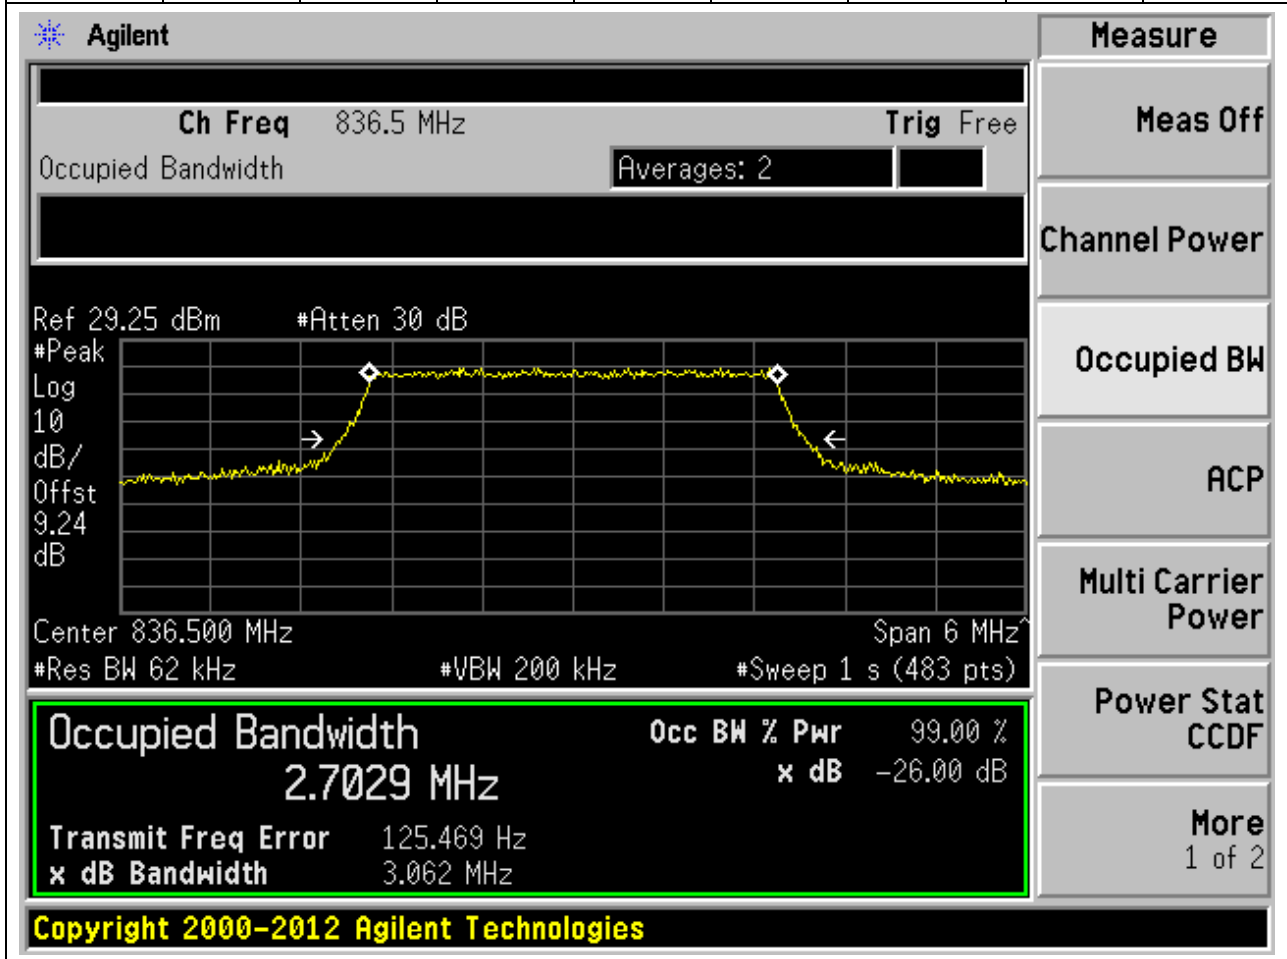 Agilent
Measure
Ch Freq 836.5 MHz Trig Free
Occupied Bandwidth Averages: 2
Meas Off
Channel Power
Occupied BW
ACP
Multi Carrier
Power
Power Stat
CCDF
More
1 of 2
Ref 29.25 dBm #Atten 30 dB
#Peak
Log
10
dB/
Offst
9.24
dB
Center 836.500 MHz Span 6 MHz^
#Res BW 62 kHz #VBW 200 kHz #Sweep 1 s (483 pts)
Occupied Bandwidth Occ BW % Pwr 99.00 %
2.7029 MHz x dB -26.00 dB
Transmit Freq Error 125.469 Hz
x dB Bandwidth 3.062 MHz
Copyright 2000-2012 Agilent Technologies